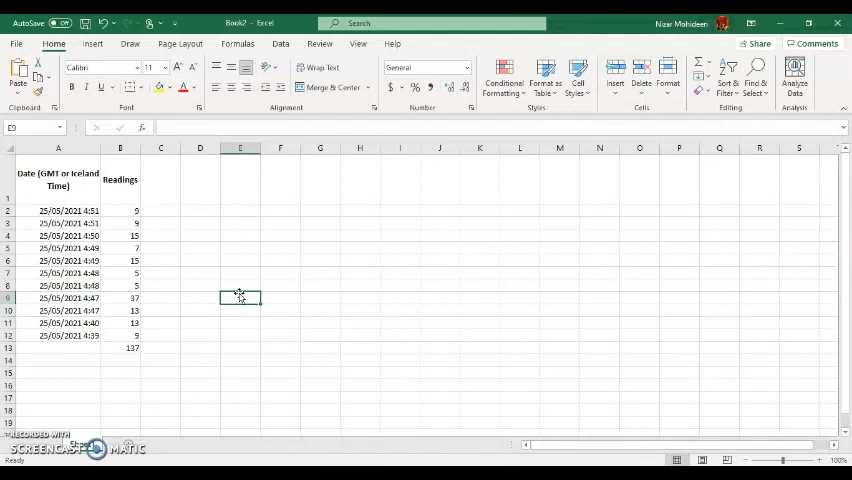 AutoSave Off Book2 - Excel Search Nizar Mohideen
File Home Insert Draw Page Layout Formulas Data Review View Help Share Comments
Paste Calibri 11 A A Wrap Text General Conditional Formatting Format as Table Cell Styles Insert Delete Format Sort & Filter Find & Select Analyze Data
B I U A Merge & Center $ % 9
Clipboard Font Alignment Number Styles Cells Editing Analysis
E9 fx
A B C D E F G H I J K L M N O P Q R S
1 Date (GMT or Iceland Time) Readings
2 25/05/2021 4:51 9
3 25/05/2021 4:51 9
4 25/05/2021 4:50 15
5 25/05/2021 4:49 7
6 25/05/2021 4:49 15
7 25/05/2021 4:48 5
8 25/05/2021 4:48 5
9 25/05/2021 4:47 37
10 25/05/2021 4:47 13
11 25/05/2021 4:40 13
12 25/05/2021 4:39 9
13 137
14
15
16
17
18
RECORDED WITH
SCREENCAST MATIC
Ready 100%